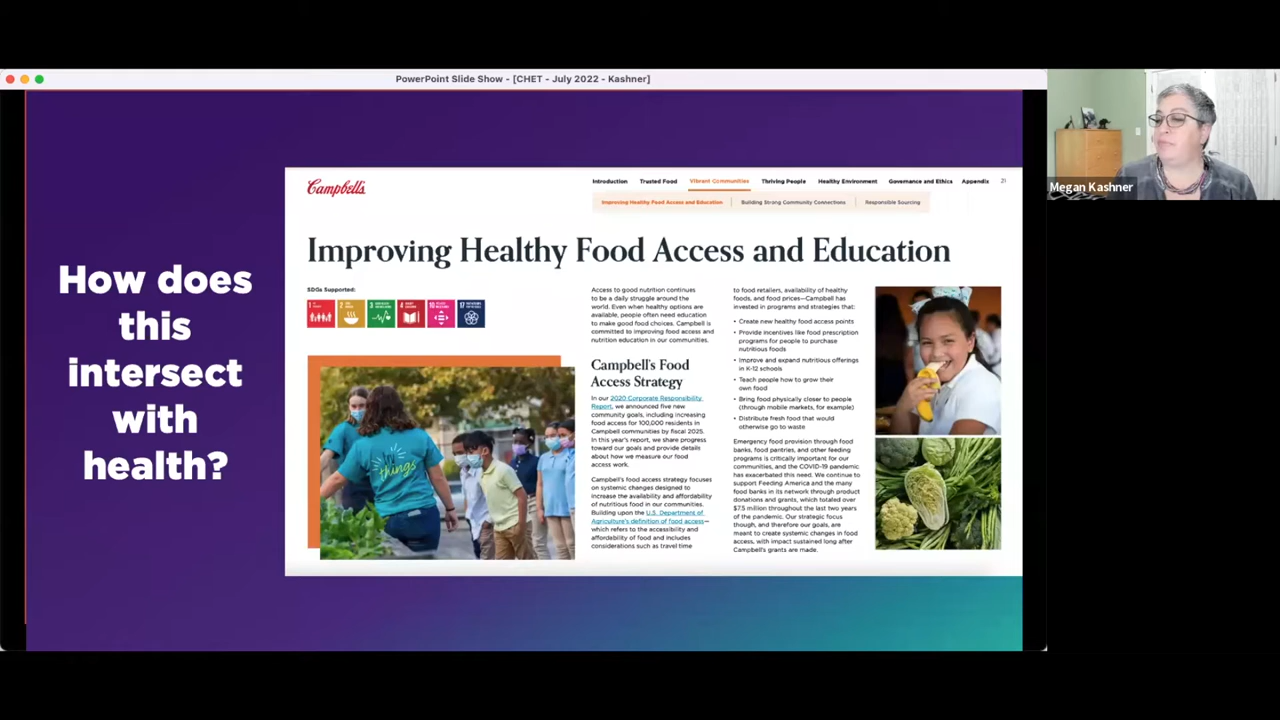 PowerPoint Slide Show - [CHET - July 2022 - Kashner]
Megan Kashner
How does
this
intersect
with
health?
Campbell's
Introduction Trusted Food Vibrant Communities Thriving People Healthy Environment Governance and Ethics Appendix 21
Improving Healthy Food Access and Education Building Strong Community Connections Responsible Sourcing
Improving Healthy Food Access and Education
SDGs Supported:
things
Access to good nutrition continues
to be a daily struggle around the
world. Even when healthy options are
available, people often need education
to make good food choices. Campbell is
committed to improving food access and
nutrition education in our communities.
Campbell's Food
Access Strategy
In our 2020 Corporate Responsibility
Report, we announced five new
community goals, including increasing
food access for 100,000 residents in
Campbell communities by fiscal 2025.
In this year's report, we share progress
toward our goals and provide details
about how we measure our food
access work.
Campbell's food access strategy focuses
on systemic changes designed to
increase the availability and affordability
of nutritious food in our communities.
Building upon the U.S. Department of
Agriculture's definition of food access—
which refers to the accessibility and
affordability of food and includes
considerations such as travel time
to food retailers, availability of healthy
foods, and food prices—Campbell has
invested in programs and strategies that:
• Create new healthy food access points
• Provide incentives like food prescription
programs for people to purchase
nutritious foods
• Improve and expand nutritious offerings
in K-12 schools
• Teach people how to grow their
own food
• Bring food physically closer to people
(through mobile markets, for example)
• Distribute fresh food that would
otherwise go to waste
Emergency food provision through food
banks, food pantries, and other feeding
programs is critically important for our
communities, and the COVID-19 pandemic
has exacerbated this need. We continue to
support Feeding America and the many
food banks in its network through product
donations and grants, which totaled over
$7.5 million throughout the last two years
of the pandemic. Our strategic focus
though, and therefore our goals, are
meant to create systemic changes in food
access, with impact sustained long after
Campbell's grants are made.